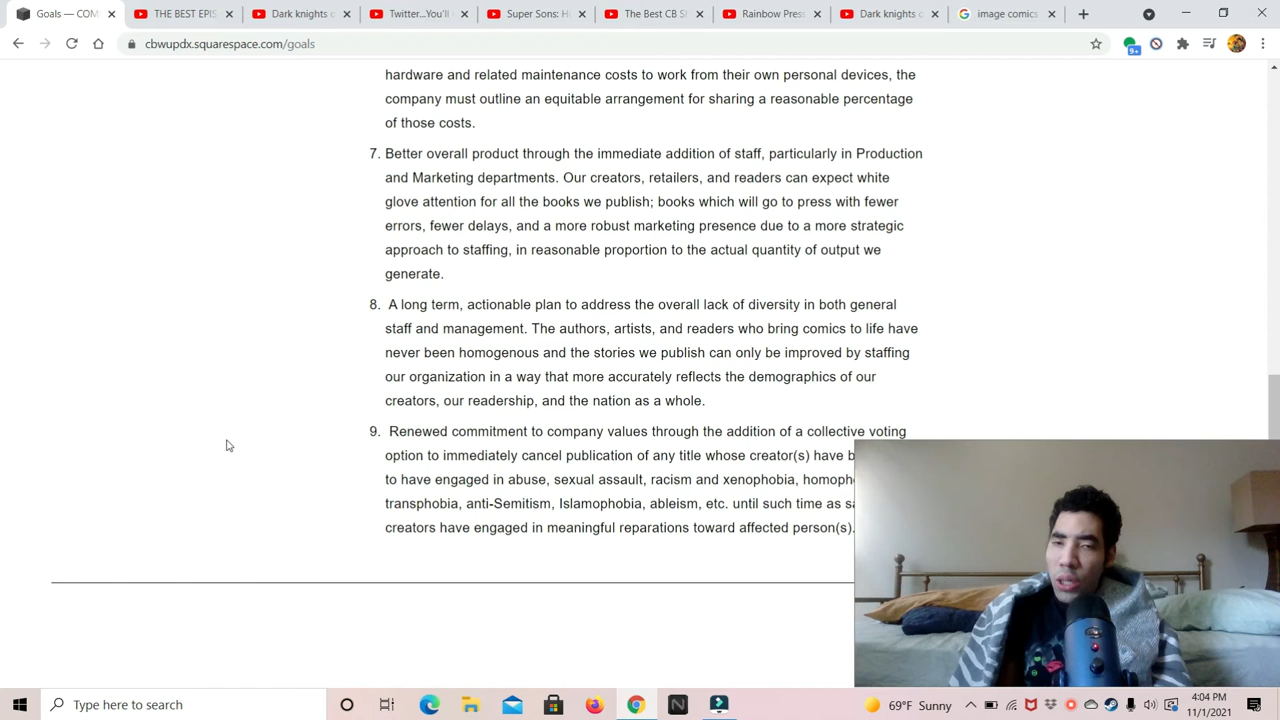 Goals — COM
THE BEST EPIS
Dark knights o
Twitter...You'll
Super Sons: H
The Best CB S
Rainbow Press
Dark knights o
image comics
cbwupdx.squarespace.com/goals
9+
hardware and related maintenance costs to work from their own personal devices, the
company must outline an equitable arrangement for sharing a reasonable percentage
of those costs.
7. Better overall product through the immediate addition of staff, particularly in Production
and Marketing departments. Our creators, retailers, and readers can expect white
glove attention for all the books we publish; books which will go to press with fewer
errors, fewer delays, and a more robust marketing presence due to a more strategic
approach to staffing, in reasonable proportion to the actual quantity of output we
generate.
8. A long term, actionable plan to address the overall lack of diversity in both general
staff and management. The authors, artists, and readers who bring comics to life have
never been homogenous and the stories we publish can only be improved by staffing
our organization in a way that more accurately reflects the demographics of our
creators, our readership, and the nation as a whole.
9. Renewed commitment to company values through the addition of a collective voting
option to immediately cancel publication of any title whose creator(s) have b
to have engaged in abuse, sexual assault, racism and xenophobia, homopho
transphobia, anti-Semitism, Islamophobia, ableism, etc. until such time as sa
creators have engaged in meaningful reparations toward affected person(s).
Type here to search
69°F Sunny
4:04 PM
11/1/2021